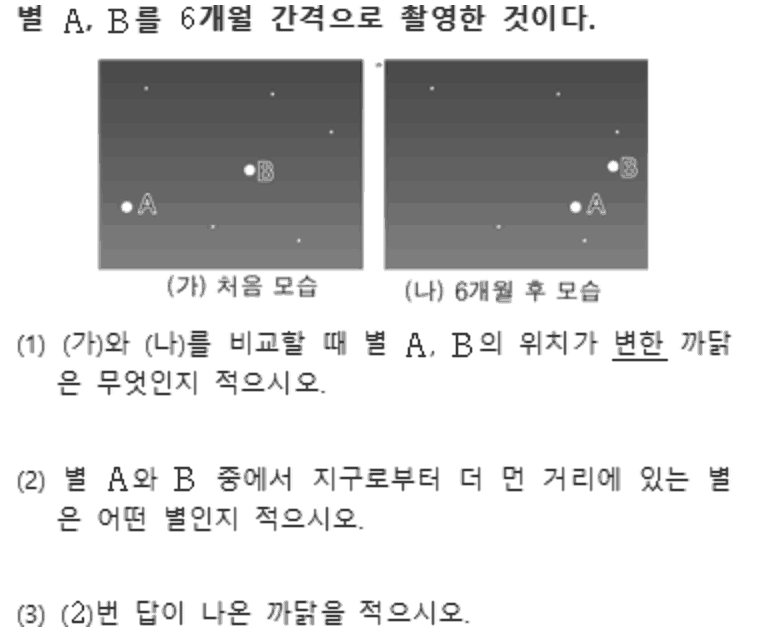 별 A, B를 6개월 간격으로 촬영한 것이다.
B
A
B
A
(가) 처음 모습
(나) 6개월 후 모습
(1) (가)와 (나)를 비교할 때 별 A, B의 위치가 변한 까닭
은 무엇인지 적으시오.
(2) 별 A와 B 중에서 지구로부터 더 먼 거리에 있는 별
은 어떤 별인지 적으시오.
(3) (2)번 답이 나온 까닭을 적으시오.